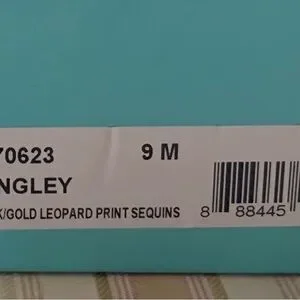 70623 9 M
NGLEY
K/GOLD LEOPARD PRINT SEQUINS
8 88445